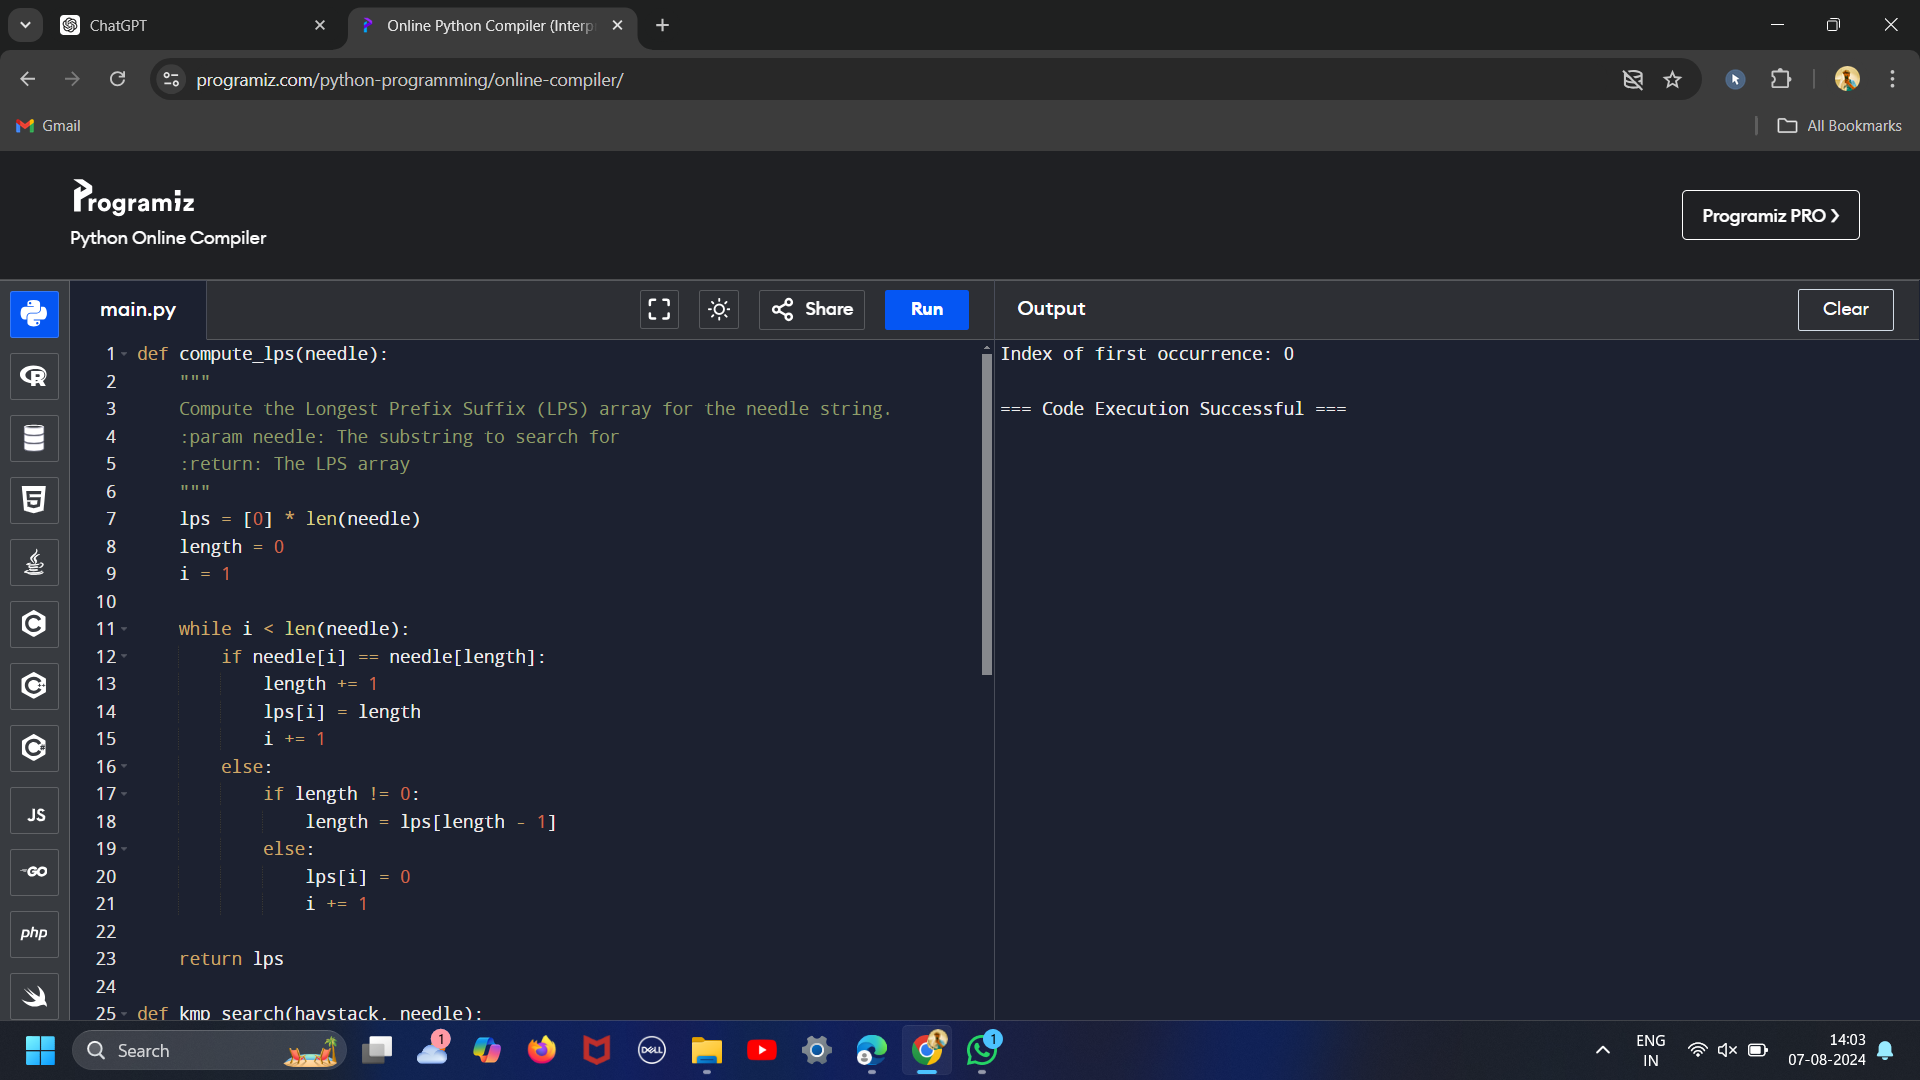 ChatGPT
Online Python Compiler (Interp
programiz.com/python-programming/online-compiler/
Gmail
All Bookmarks
Programiz
Python Online Compiler
Programiz PRO ❯
main.py
Share
Run
Output
Clear
1 def compute_lps(needle):
2 """
3 Compute the Longest Prefix Suffix (LPS) array for the needle string.
4 :param needle: The substring to search for
5 :return: The LPS array
6 """
7 lps = [0] * len(needle)
8 length = 0
9 i = 1
10
11 while i < len(needle):
12 if needle[i] == needle[length]:
13 length += 1
14 lps[i] = length
15 i += 1
16 else:
17 if length != 0:
18 length = lps[length - 1]
19 else:
20 lps[i] = 0
21 i += 1
22
23 return lps
24
25 def kmp_search(haystack, needle):
Index of first occurrence: 0
=== Code Execution Successful ===
R
5
C
C
C
JS
GO
php
Search
1
DELL
1
ENG
IN
14:03
07-08-2024